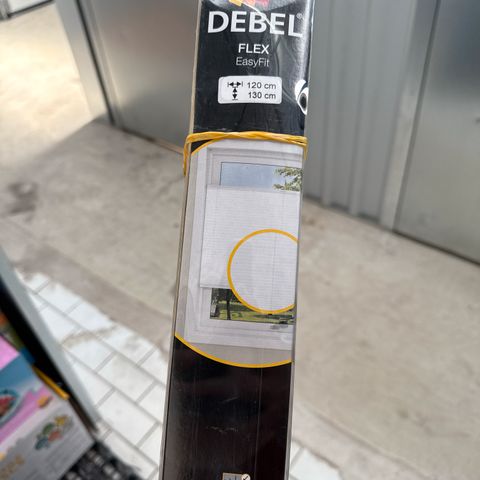 DEBEL®
FLEX
EasyFit
120 cm
130 cm